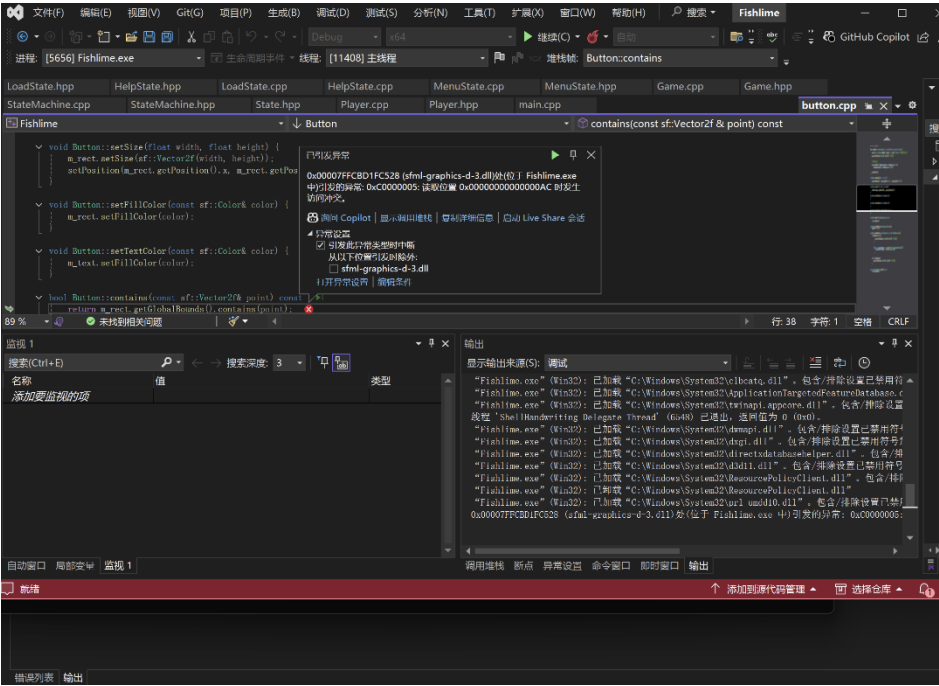 文件(F) 编辑(E) 视图(V) Git(G) 项目(P) 生成(B) 调试(D) 测试(S) 分析(N) 工具(T) 扩展(X) 窗口(W) 帮助(H) 搜索 Fishlime
Debug x64 继续(C) 自动 GitHub Copilot
进程: [5656] Fishlime.exe 生命周期事件 线程: [11408] 主线程 堆栈帧: Button::contains
LoadState.hpp HelpState.hpp LoadState.cpp HelpState.cpp MenuState.cpp MenuState.hpp Game.cpp Game.hpp
StateMachine.cpp StateMachine.hpp State.hpp Player.cpp Player.hpp main.cpp button.cpp
Fishlime Button contains(const sf::Vector2f & point) const
void Button::setSize(float width, float height) {
m_rect.setSize(sf::Vector2f(width, height));
setPosition(m_rect.getPosition().x, m_rect.getPos
}
void Button::setFillColor(const sf::Color& color) {
m_rect.setFillColor(color);
}
void Button::setTextColor(const sf::Color& color) {
m_text.setFillColor(color);
}
bool Button::contains(const sf::Vector2f& point) const {
return m_rect.getGlobalBounds().contains(point);
已引发异常
0x00007FFCBD1FC528 (sfml-graphics-d-3.dll)处(位于 Fishlime.exe
中)引发的异常: 0xC0000005: 读取位置 0x00000000000000AC 时发生
访问冲突。
询问 Copilot | 显示调用堆栈 | 复制详细信息 | 启动 Live Share 会话
异常设置
引发此异常类型时中断
从以下位置引发时除外:
sfml-graphics-d-3.dll
打开异常设置 | 编辑条件
89 % 未找到相关问题 行: 38 字符: 1 空格 CRLF
监视 1
搜索(Ctrl+E) 搜索深度: 3
名称 值 类型
添加要监视的项
自动窗口 局部变量 监视 1
输出
显示输出来源(S): 调试
“Fishlime.exe”(Win32): 已加载 “C:\Windows\System32\clbcatq.dll”。包含/排除设置已禁用符
“Fishlime.exe”(Win32): 已加载 “C:\Windows\System32\ApplicationTargetedFeatureDatabase.d
“Fishlime.exe”(Win32): 已加载 “C:\Windows\System32\twinapi.appcore.dll”。包含/排除设置
线程 'ShellHandwriting Delegate Thread' (6548) 已退出，返回值为 0 (0x0)。
“Fishlime.exe”(Win32): 已加载 “C:\Windows\System32\dwmapi.dll”。包含/排除设置已禁用符号
“Fishlime.exe”(Win32): 已加载 “C:\Windows\System32\dxgi.dll”。包含/排除设置已禁用符号加
“Fishlime.exe”(Win32): 已加载 “C:\Windows\System32\directxdatabasehelper.dll”。包含/排
“Fishlime.exe”(Win32): 已加载 “C:\Windows\System32\d3d11.dll”。包含/排除设置已禁用符号
“Fishlime.exe”(Win32): 已加载 “C:\Windows\System32\ResourcePolicyClient.dll”。包含/排除
“Fishlime.exe”(Win32): 已卸载 “C:\Windows\System32\ResourcePolicyClient.dll”
“Fishlime.exe”(Win32): 已加载 “C:\Windows\System32\prl_umdd10.dll”。包含/排除设置已禁用
0x00007FFCBD1FC528 (sfml-graphics-d-3.dll)处(位于 Fishlime.exe 中)引发的异常: 0xC0000005:
调用堆栈 断点 异常设置 命令窗口 即时窗口 输出
就绪 添加到源代码管理 选择仓库
错误列表 输出